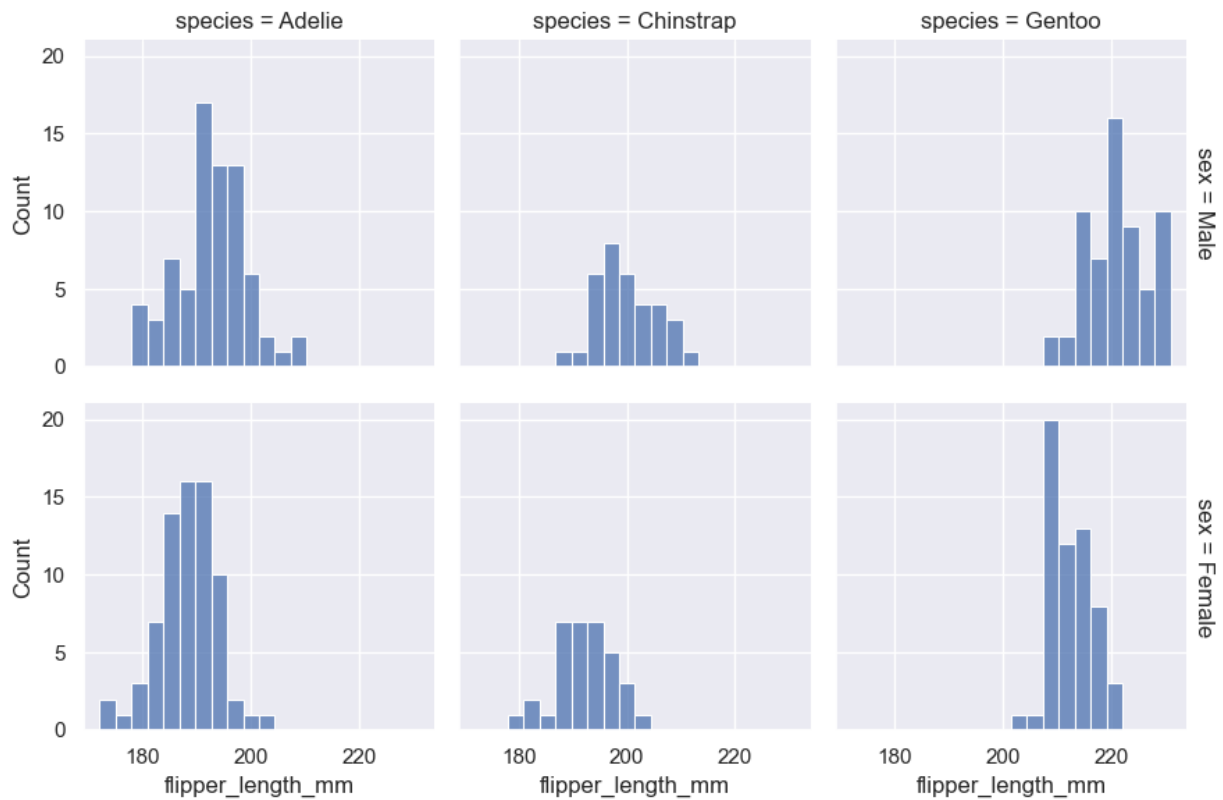 species = Adelie
species = Chinstrap
species = Gentoo
20
15
10
5
0
Count
sex = Male
20
15
10
5
0
Count
sex = Female
180 200 220
180 200 220
180 200 220
flipper_length_mm
flipper_length_mm
flipper_length_mm